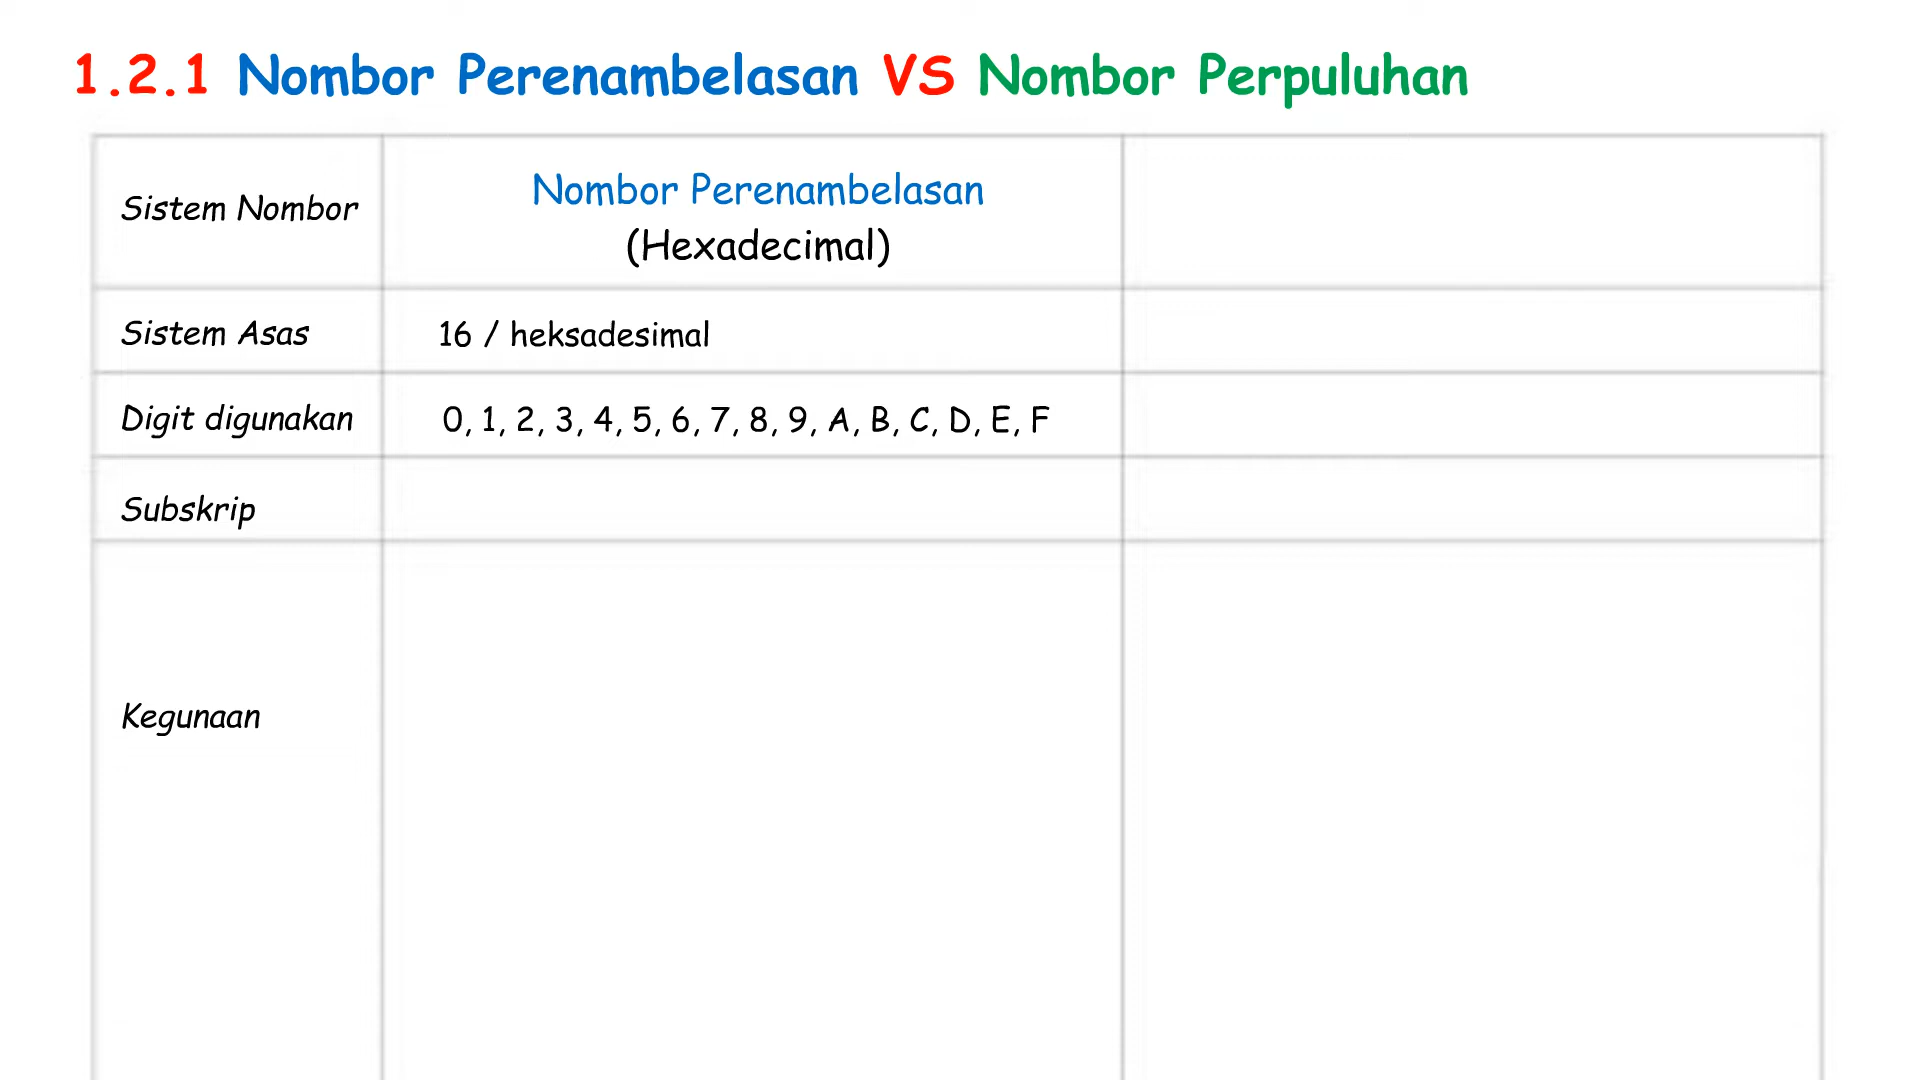 1.2.1 Nombor Perenambelasan VS Nombor Perpuluhan
Sistem Nombor
Nombor Perenambelasan
(Hexadecimal)
Sistem Asas
16 / heksadesimal
Digit digunakan
0, 1, 2, 3, 4, 5, 6, 7, 8, 9, A, B, C, D, E, F
Subskrip
Kegunaan